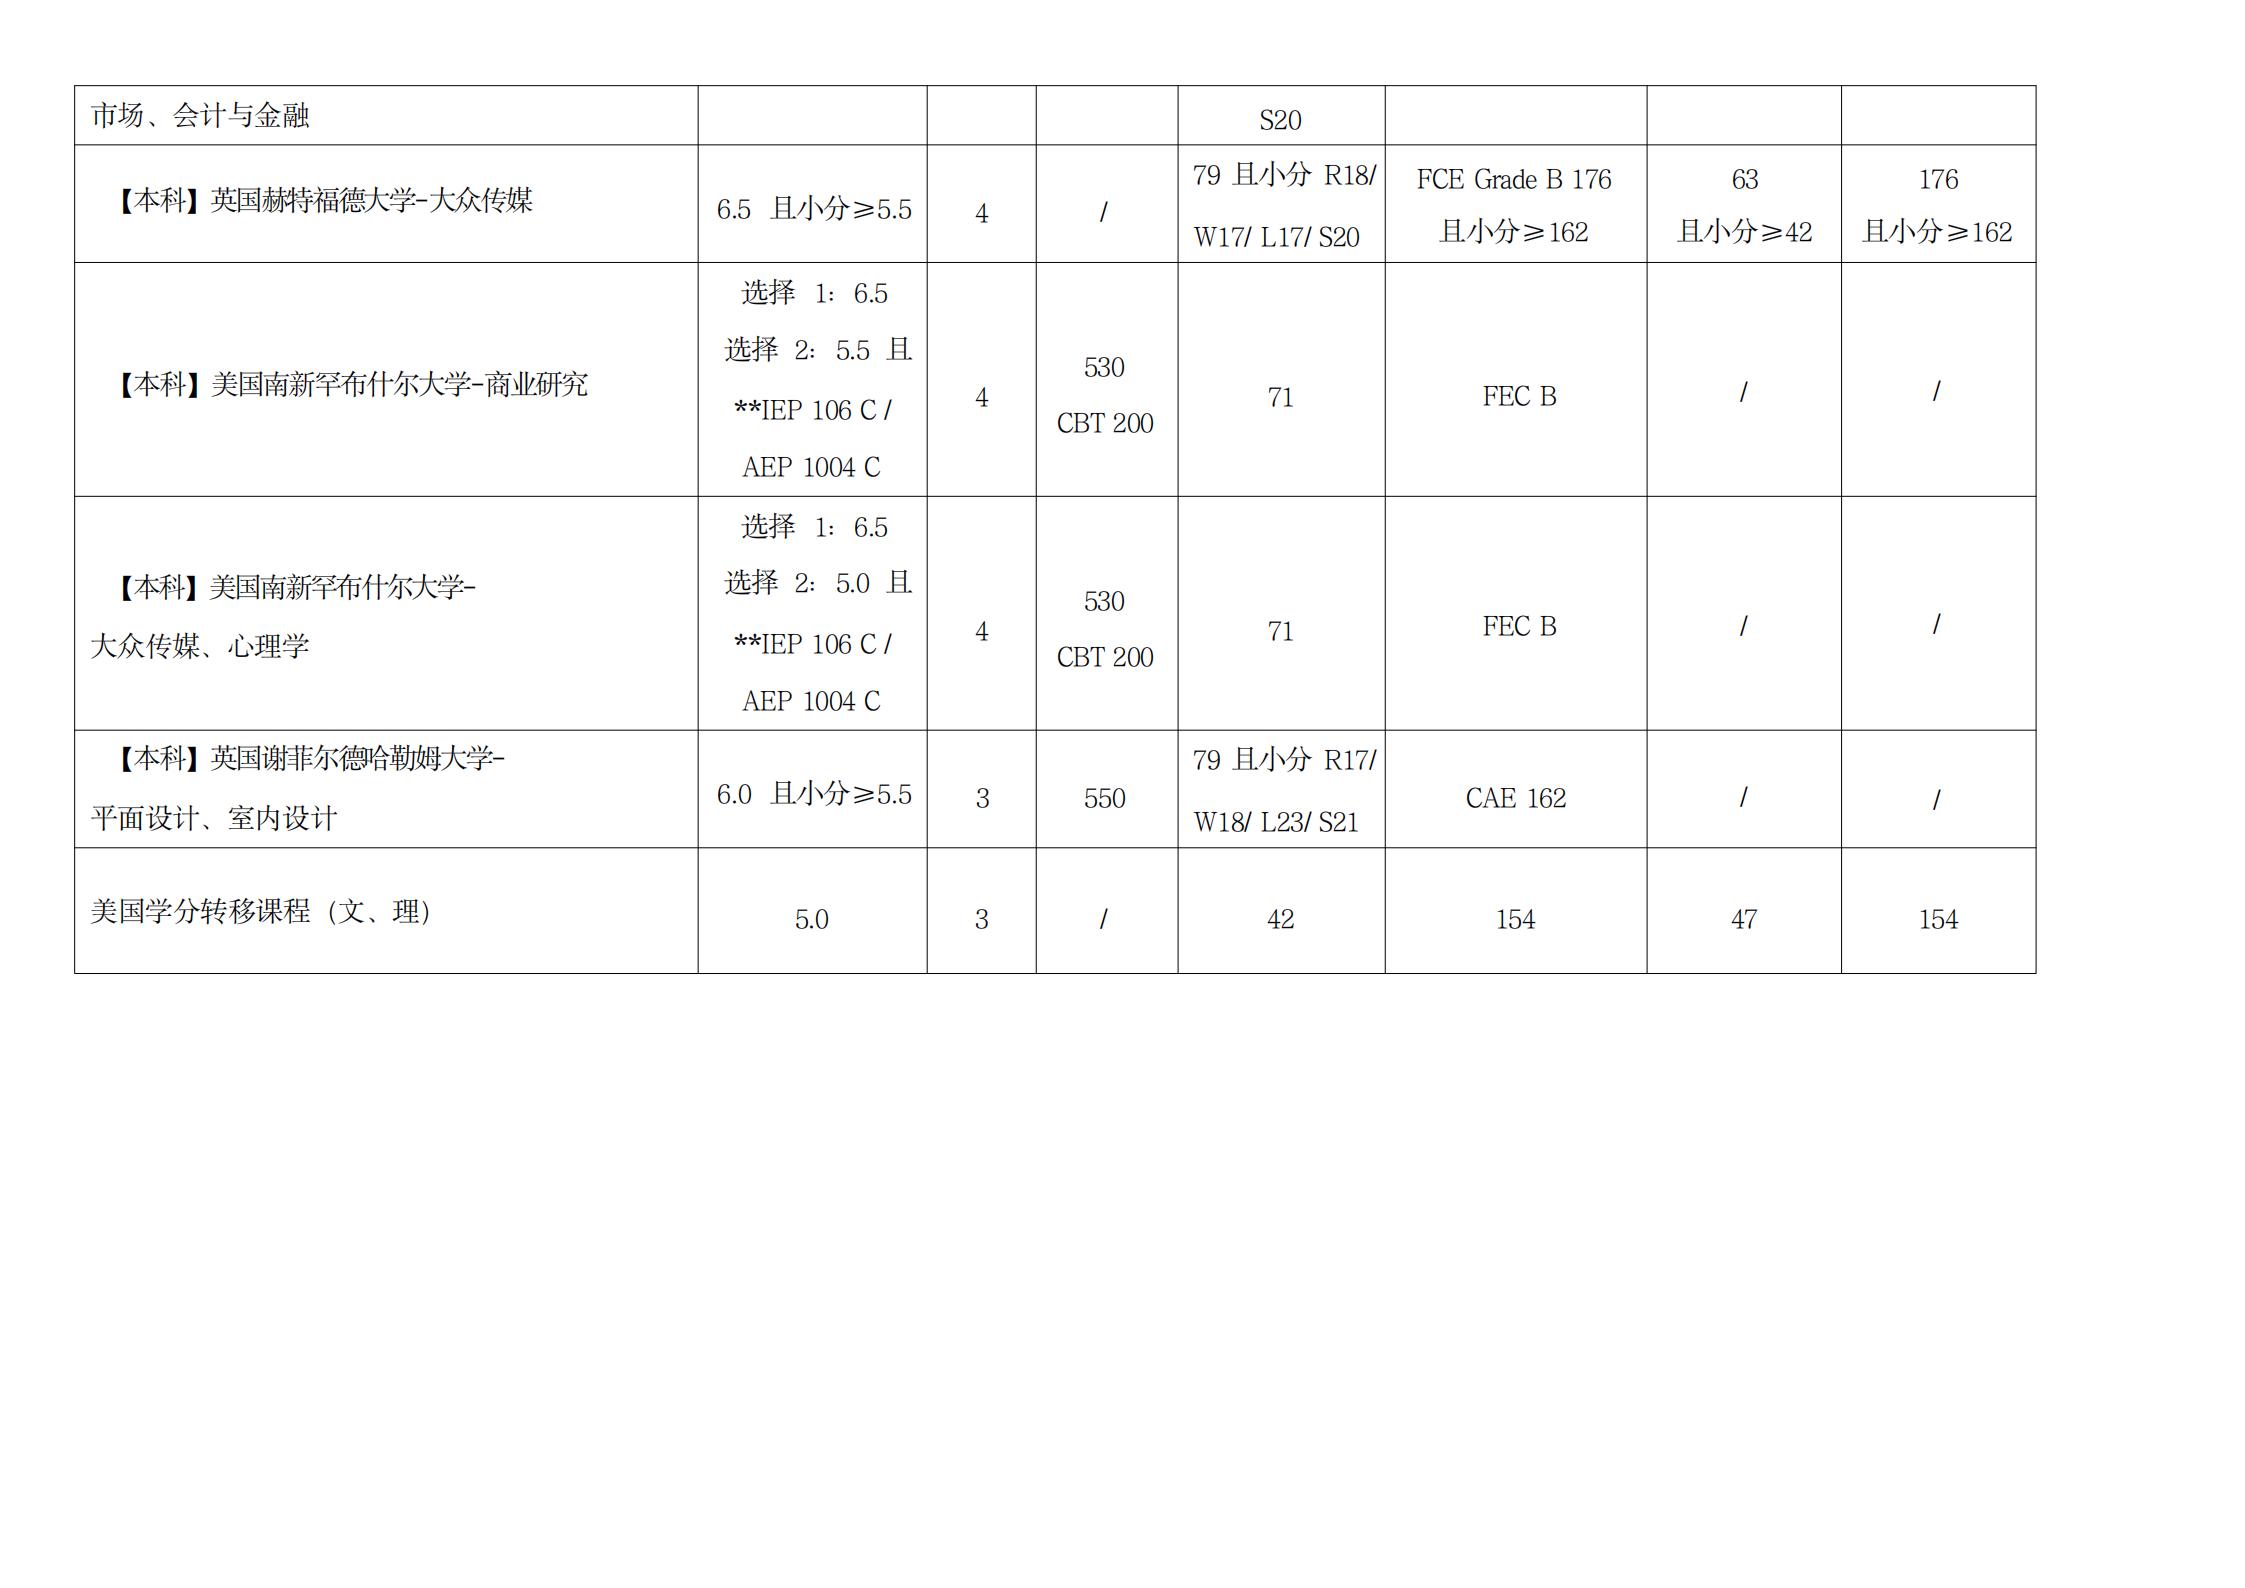 市场、会计与金融
S20
【本科】英国赫特福德大学-大众传媒
6.5 且小分≥5.5
4
/
79 且小分 R18/
W17/ L17/ S20
FCE Grade B 176
且小分≥162
63
且小分≥42
176
且小分≥162
【本科】美国南新罕布什尔大学-商业研究
选择 1: 6.5
选择 2: 5.5 且
**IEP 106 C /
AEP 1004 C
4
530
CBT 200
71
FEC B
/
/
【本科】美国南新罕布什尔大学-
大众传媒、心理学
选择 1: 6.5
选择 2: 5.0 且
**IEP 106 C /
AEP 1004 C
4
530
CBT 200
71
FEC B
/
/
【本科】英国谢菲尔德哈勒姆大学-
平面设计、室内设计
6.0 且小分≥5.5
3
550
79 且小分 R17/
W18/ L23/ S21
CAE 162
/
/
美国学分转移课程（文、理）
5.0
3
/
42
154
47
154